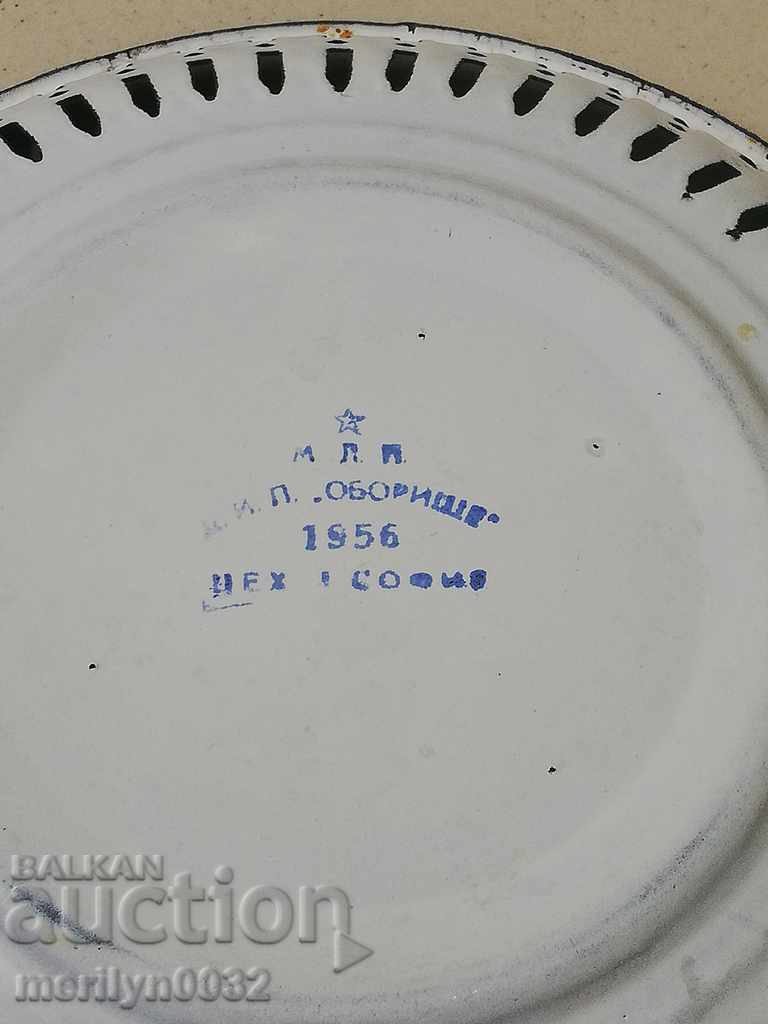 М Л П
И.П. „ОБОРИЩЕ"
1956
ЦЕХ I СОФИЯ
BALKAN
auction
merilyn0032